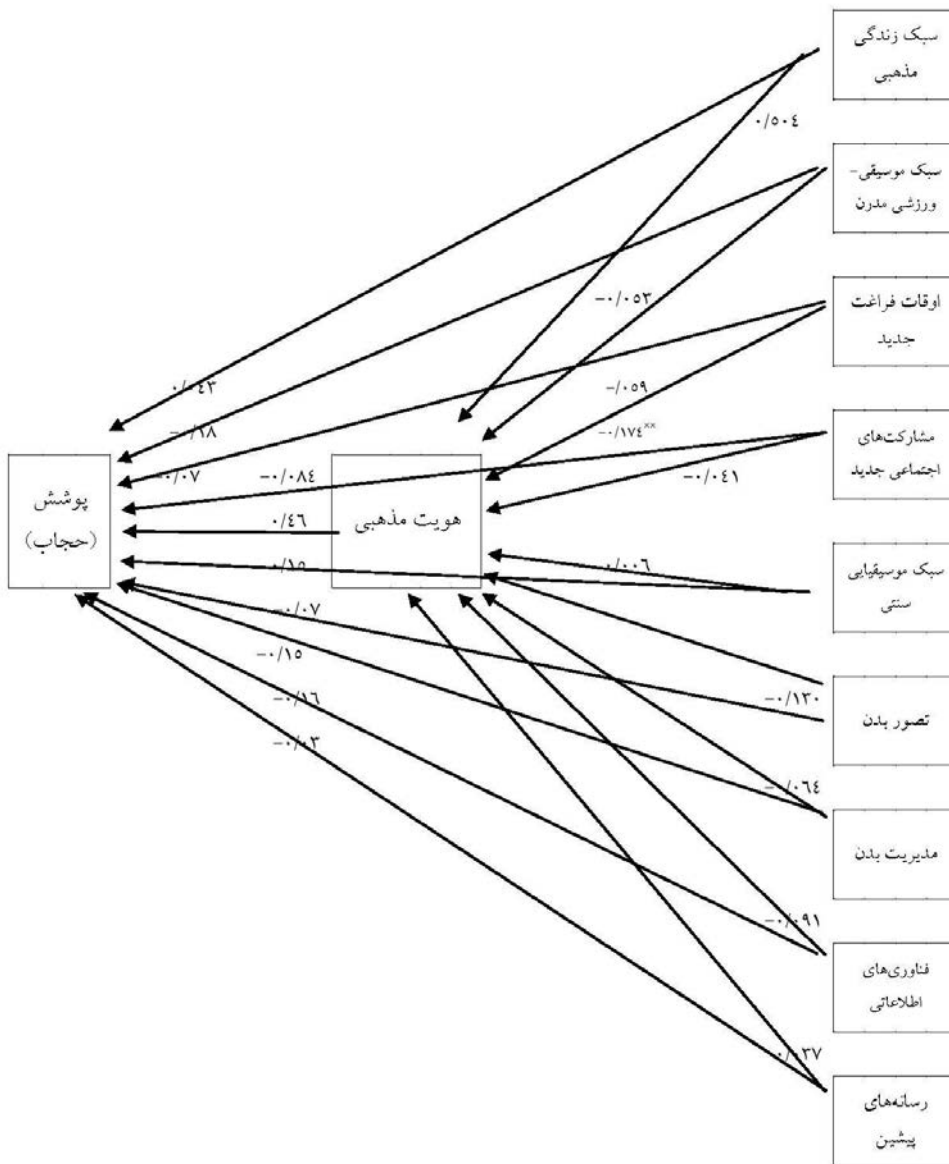 سبک زندگی
مذهبی
۰/۵۰٤
سبک موسیقی-
ورزشی مدرن
-۰/۰۵۳
اوقات فراغت
جدید
-/۰۵۹
۰/۰٤۳
-۰/۱۸
-۰/۱۷٤××
مشارکت‌های
اجتماعی جدید
-۰/۰٤۱
-۰/۰۸٤
-۰/۰۷
پوشش
(حجاب)
۰/٤٦
هویت مذهبی
سبک موسیقیایی
سنتی
۰/۰۰٦
۰/۱۵
-۰/۰۷
-۰/۱۵
تصور بدن
-۰/۱۳۰
-۰/۱٦
-۰/۰۳
-۰/۰٦٤
مدیریت بدن
-۰/۰۹۱
فناوری‌های
اطلاعاتی
۰/۰۳۷
رسانه‌های
پیشین